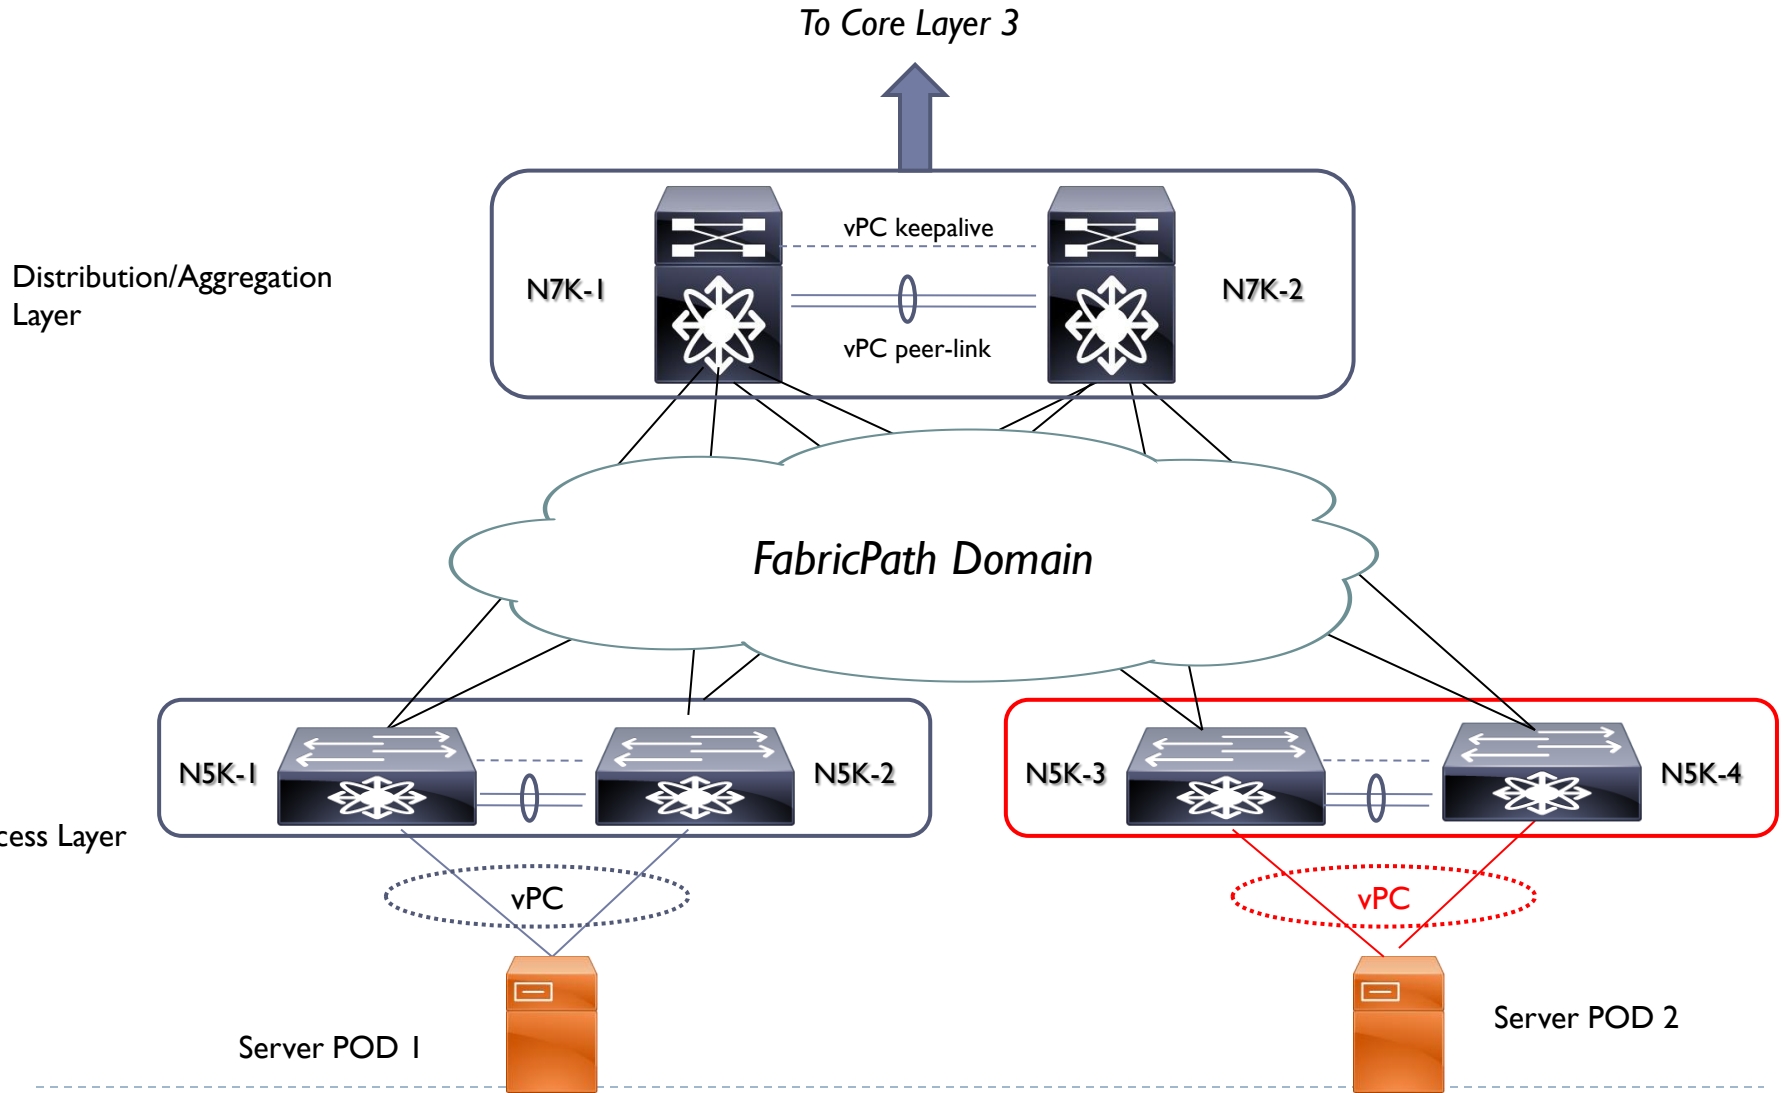 To Core Layer 3
vPC keepalive
Distribution/Aggregation
Layer
N7K-1
N7K-2
vPC peer-link
FabricPath Domain
N5K-1
N5K-2
N5K-3
N5K-4
cess Layer
vPC
vPC
Server POD 1
Server POD 2